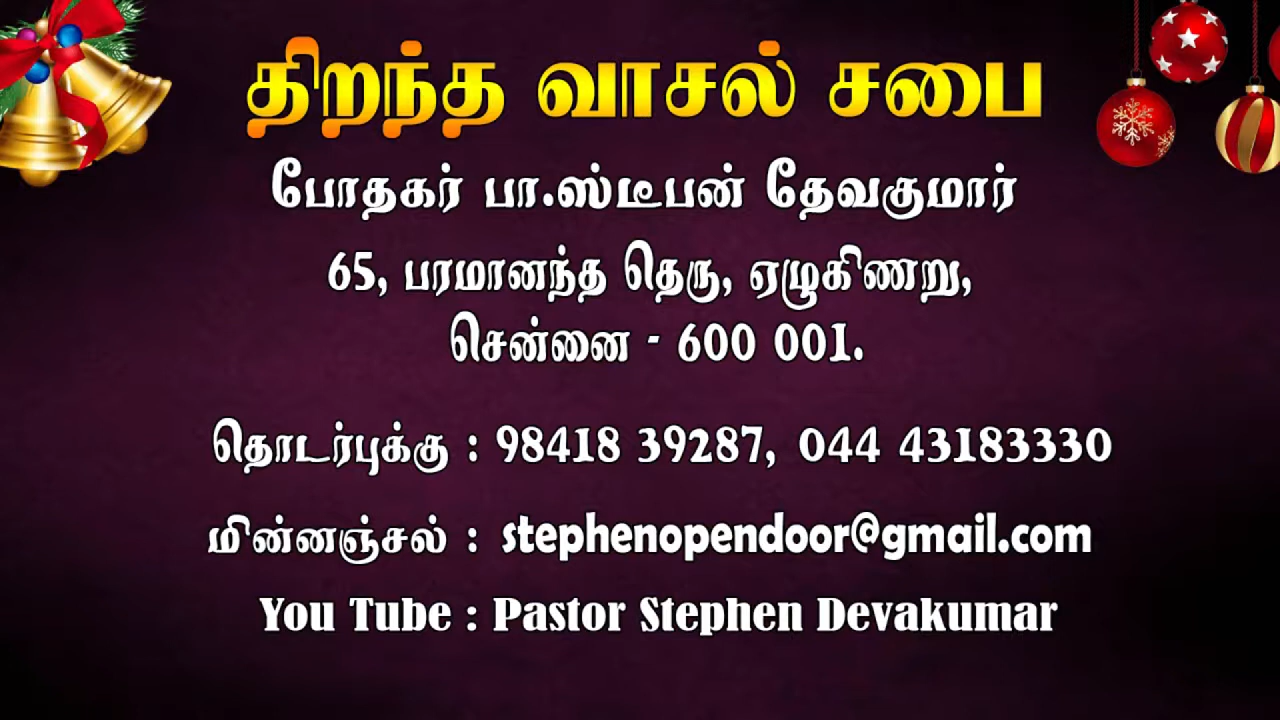 திறந்த வாசல் சபை
போதகர் பா.ஸ்டீபன் தேவகுமார்
65, பரமானந்த தெரு, ஏழுகிணறு,
சென்னை - 600 001.
தொடர்புக்கு : 98418 39287, 044 43183330
மின்னஞ்சல் : stephenopendoor@gmail.com
You Tube : Pastor Stephen Devakumar